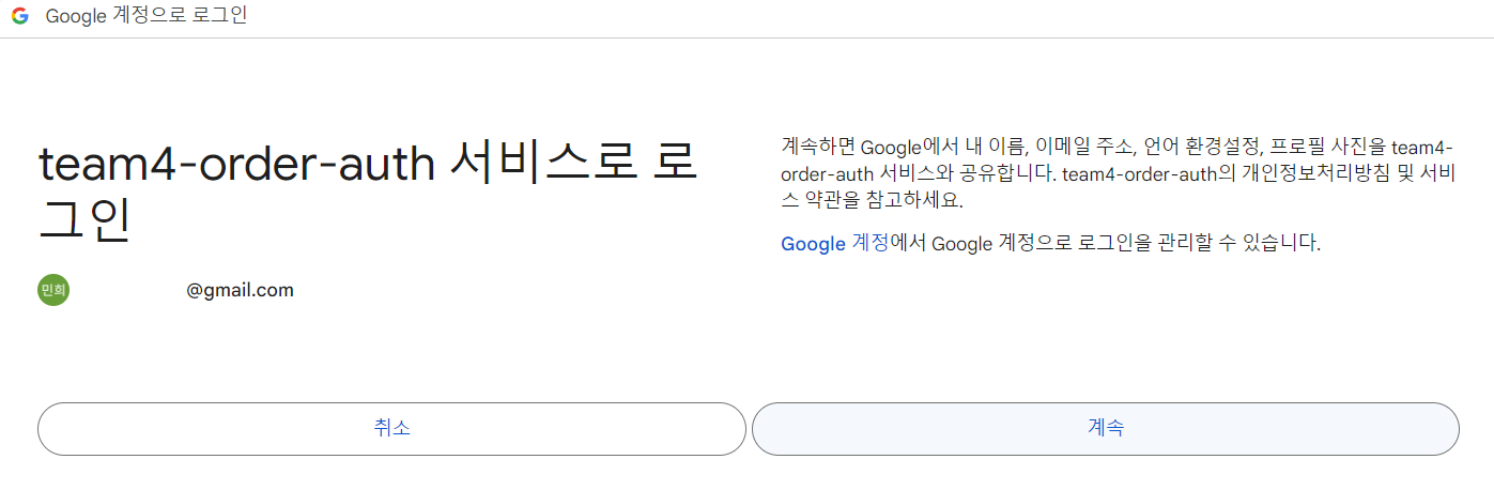 Google 계정으로 로그인
team4-order-auth 서비스로 로
그인
민희
@gmail.com
계속하면 Google에서 내 이름, 이메일 주소, 언어 환경설정, 프로필 사진을 team4-
order-auth 서비스와 공유합니다. team4-order-auth의 개인정보처리방침 및 서비
스 약관을 참고하세요.
Google 계정에서 Google 계정으로 로그인을 관리할 수 있습니다.
취소
계속